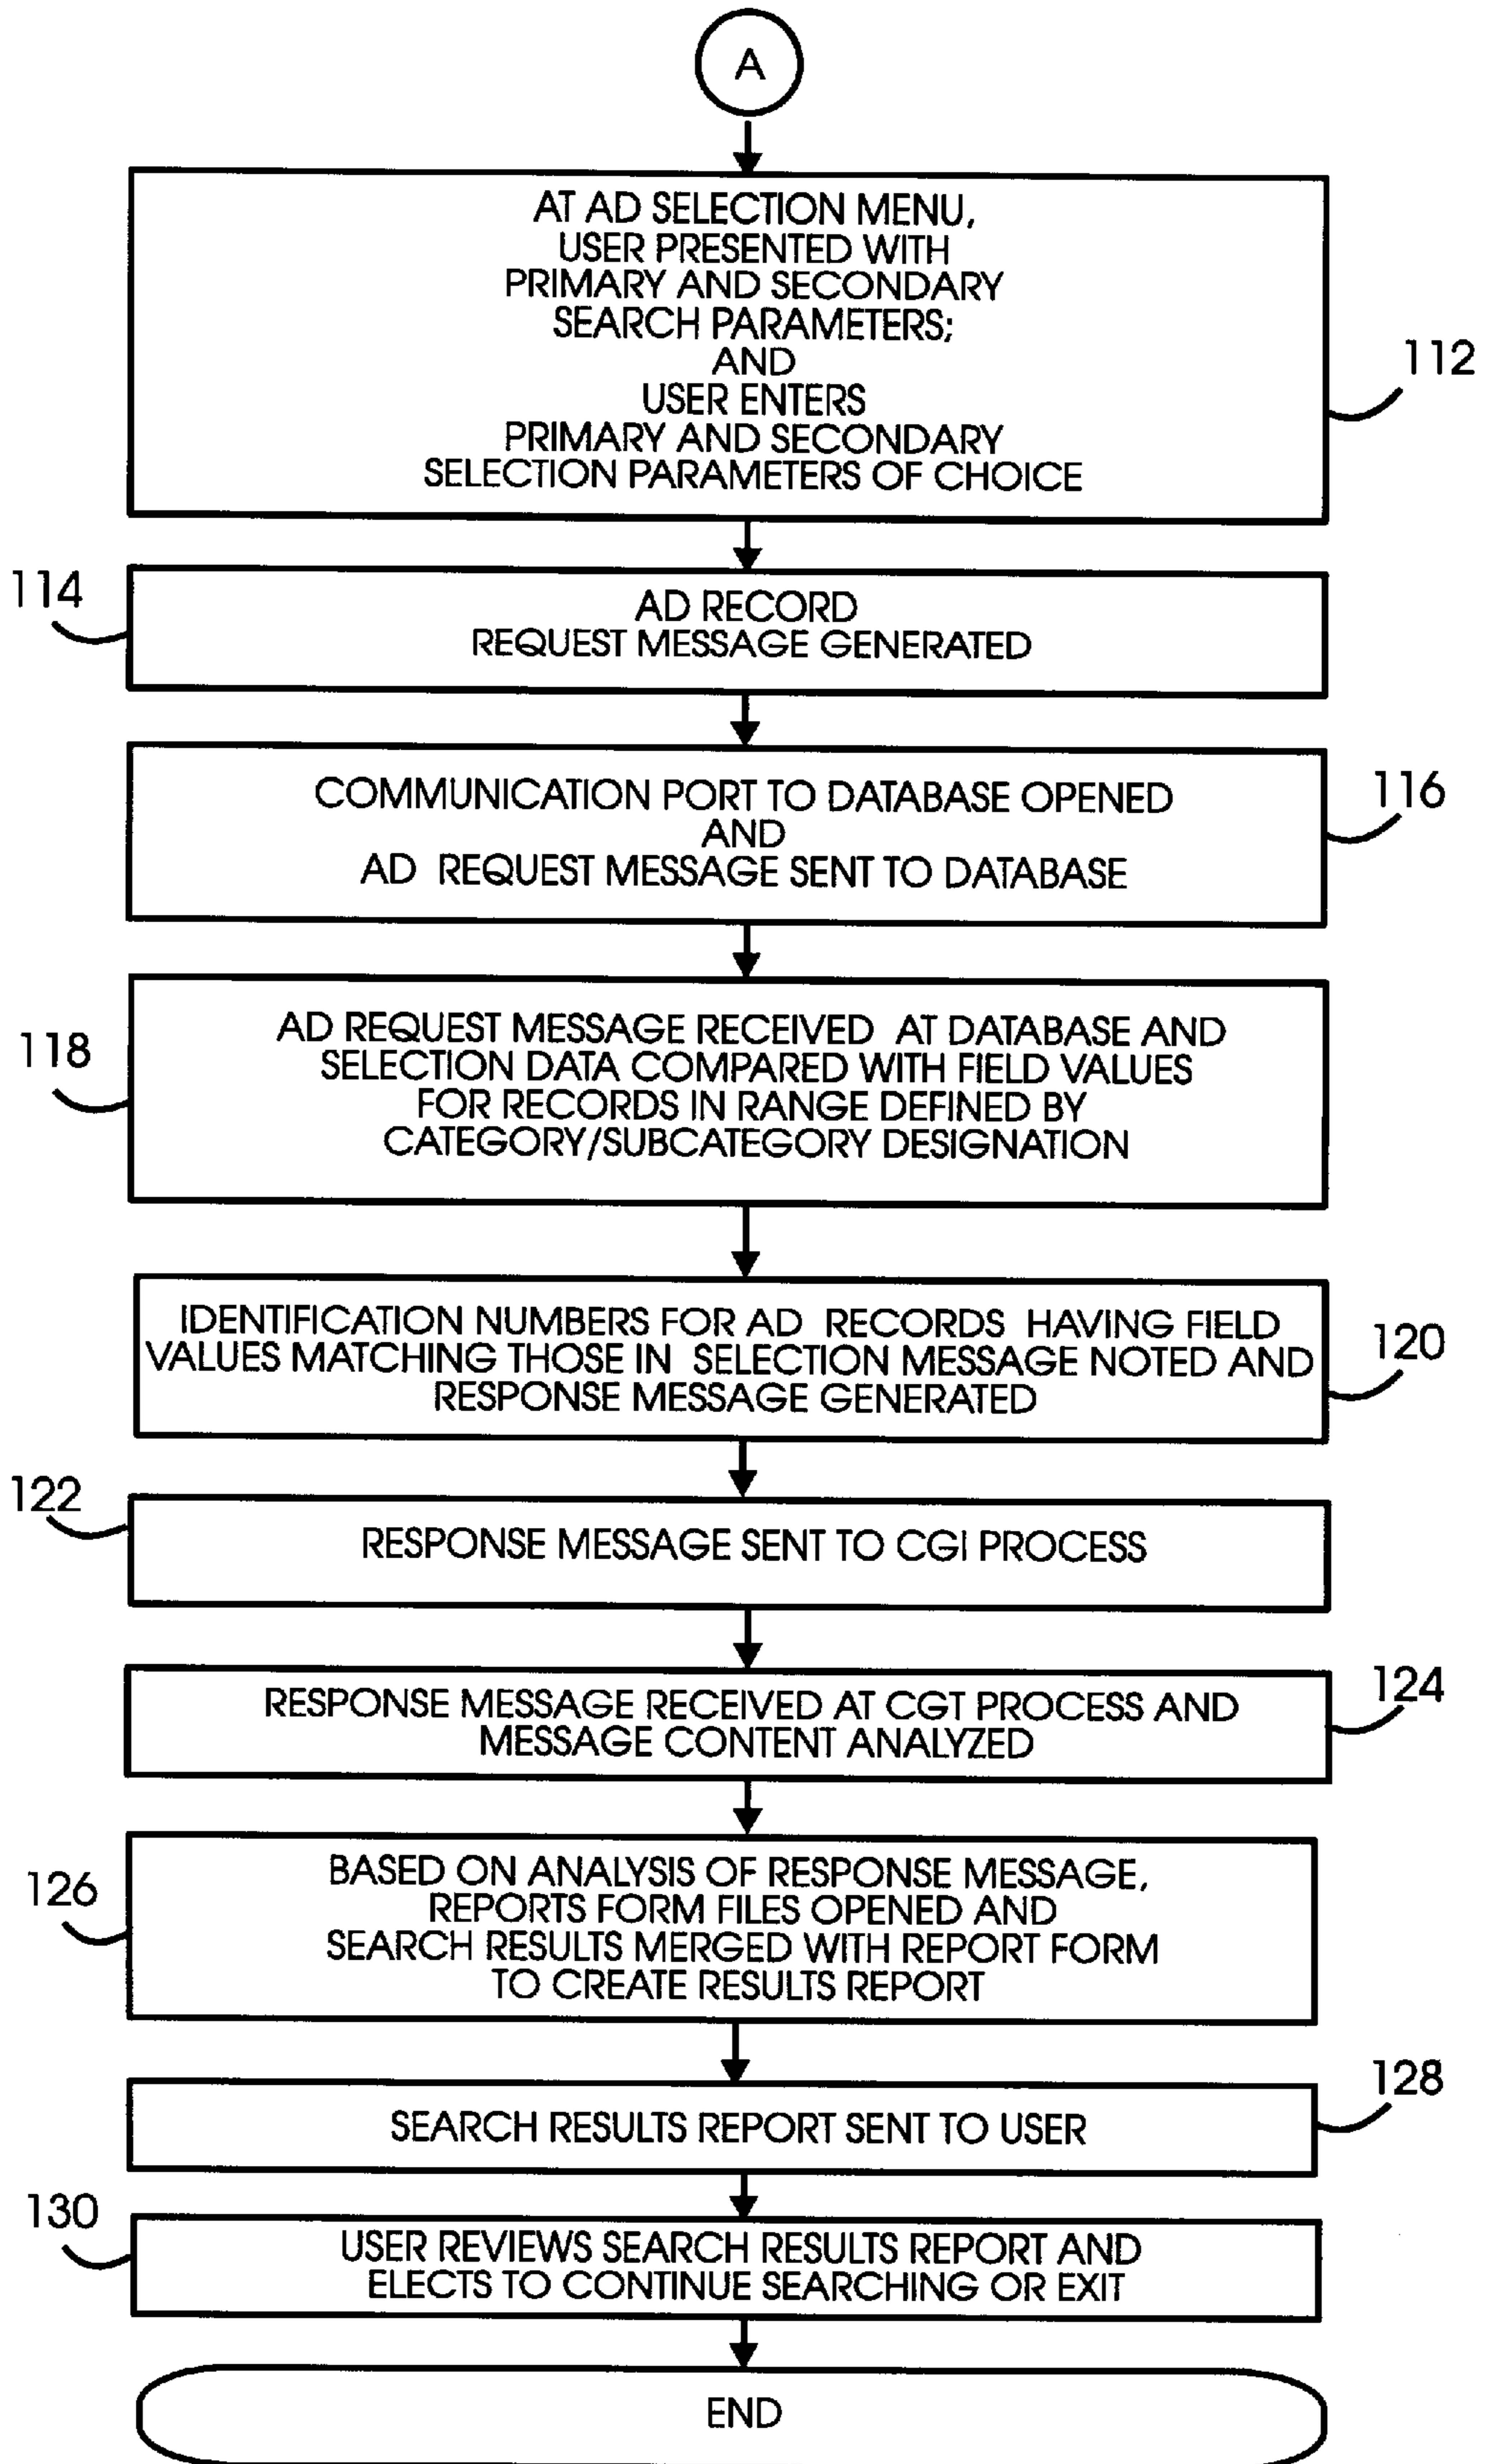 A
AT AD SELECTION MENU,
USER PRESENTED WITH
PRIMARY AND SECONDARY
SEARCH PARAMETERS;
AND
USER ENTERS
PRIMARY AND SECONDARY
SELECTION PARAMETERS OF CHOICE
112
114
AD RECORD
REQUEST MESSAGE GENERATED
COMMUNICATION PORT TO DATABASE OPENED
AND
AD REQUEST MESSAGE SENT TO DATABASE
116
118
AD REQUEST MESSAGE RECEIVED AT DATABASE AND
SELECTION DATA COMPARED WITH FIELD VALUES
FOR RECORDS IN RANGE DEFINED BY
CATEGORY/SUBCATEGORY DESIGNATION
IDENTIFICATION NUMBERS FOR AD RECORDS HAVING FIELD
VALUES MATCHING THOSE IN SELECTION MESSAGE NOTED AND
RESPONSE MESSAGE GENERATED
120
122
RESPONSE MESSAGE SENT TO CGI PROCESS
RESPONSE MESSAGE RECEIVED AT CGT PROCESS AND
MESSAGE CONTENT ANALYZED
124
126
BASED ON ANALYSIS OF RESPONSE MESSAGE,
REPORTS FORM FILES OPENED AND
SEARCH RESULTS MERGED WITH REPORT FORM
TO CREATE RESULTS REPORT
SEARCH RESULTS REPORT SENT TO USER
128
130
USER REVIEWS SEARCH RESULTS REPORT AND
ELECTS TO CONTINUE SEARCHING OR EXIT
END